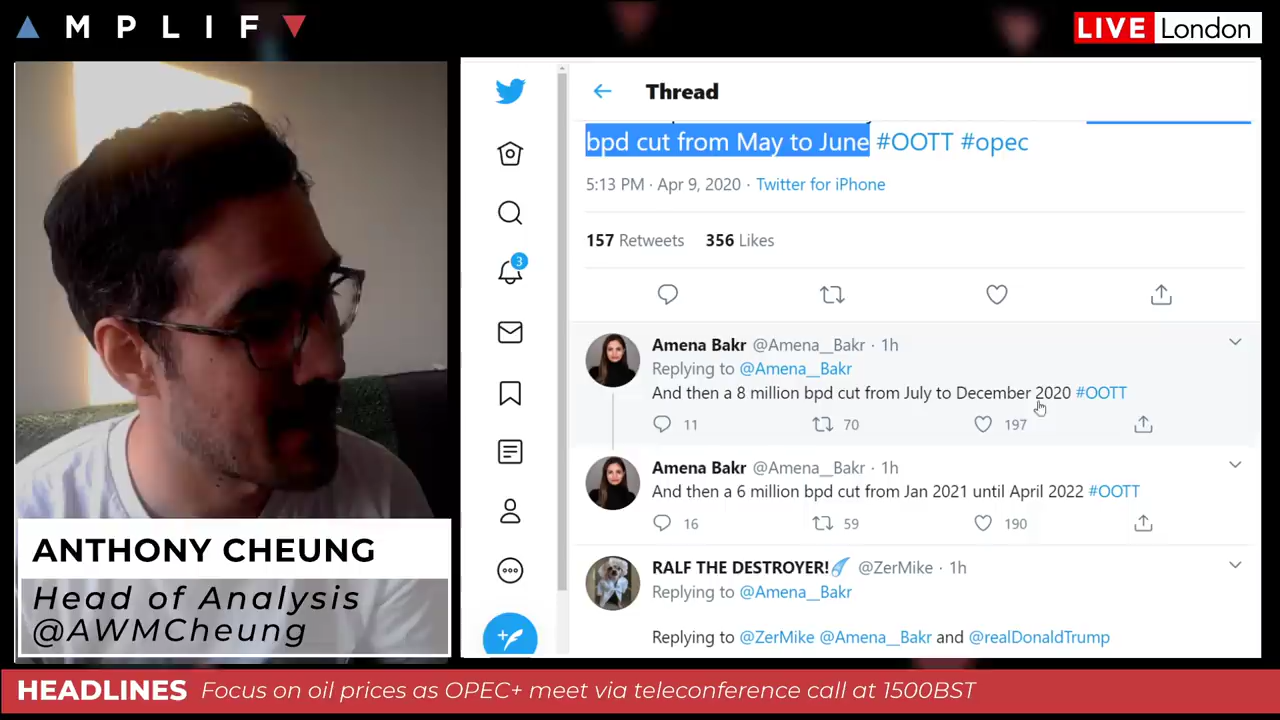 AMPLIFY
LIVE London
Thread
bpd cut from May to June #OOTT #opec
5:13 PM · Apr 9, 2020 · Twitter for iPhone
157 Retweets 356 Likes
3
Amena Bakr @Amena__Bakr · 1h
Replying to @Amena__Bakr
And then a 8 million bpd cut from July to December 2020 #OOTT
11 70 197
Amena Bakr @Amena__Bakr · 1h
And then a 6 million bpd cut from Jan 2021 until April 2022 #OOTT
16 59 190
RALF THE DESTROYER! @ZerMike · 1h
Replying to @Amena__Bakr
Replying to @ZerMike @Amena__Bakr and @realDonaldTrump
ANTHONY CHEUNG
Head of Analysis
@AWMCheung
HEADLINES Focus on oil prices as OPEC+ meet via teleconference call at 1500BST